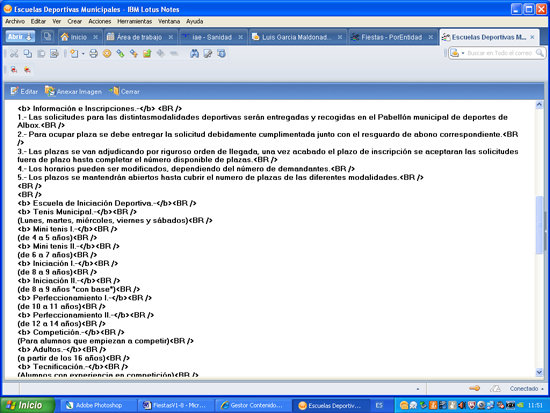 Escuelas Deportivas Municipales - IBM Lotus Notes
Archivo Editar Ver Crear Acciones Herramientas Ventana Ayuda
Abrir Inicio Área de trabajo iae - Sanidad Luis Garcia Maldonad... Fiestas - PorEntidad Escuelas Deportivas M...
Buscar en Todo el correo
Editar Anexar Imagen Cerrar
<b> Información e Inscripciones.-</b> <BR />
1.- Las solicitudes para las distintasmodalidades deportivas serán entregadas y recogidas en el Pabellón municipal de deportes de
Albox.<BR />
2.- Para ocupar plaza se debe entregar la solicitud debidamente cumplimentada junto con el resguardo de abono correspondiente.<BR
/>
3.- Las plazas se van adjudicando por riguroso orden de llegada, una vez acabado el plazo de inscripción se aceptaran las solicitudes
fuera de plazo hasta completar el número disponible de plazas.<BR />
4.- Los horarios pueden ser modificados, dependiendo del número de demandantes.<BR />
5.- Los plazos se mantendrán abiertos hasta cubrir el numero de plazas de las diferentes modalidades.<BR />
<BR />
<BR />
<b> Escuela de Iniciación Deportiva.-</b><BR />
<b> Tenis Municipal.-</b><BR />
(Lunes, martes, miércoles, viernes y sábados)<BR />
<b> Mini tenis I.-</b><BR />
(de 4 a 5 años)<BR />
<b> Mini tenis II.-</b><BR />
(de 6 a 7 años)<BR />
<b> Iniciación I.-</b><BR />
(de 8 a 9 años)<BR />
<b> Iniciación II.-</b><BR />
(de 8 a 9 años "con base")<BR />
<b> Perfeccionamiento I.-</b><BR />
(de 10 a 11 años)<BR />
<b> Perfeccionamiento II.-</b><BR />
(de 12 a 14 años)<BR />
<b> Competición.-</b><BR />
(Para alumnos que empiezan a competir)<BR />
<b> Adultos.-</b><BR />
(a partir de los 16 años)<BR />
<b> Tecnificación.-</b><BR />
(Alumnos con experiencia en competición)<BR />
Conectado
Inicio Adobe Photoshop FiestasV1-8 - Micr... Gestor Contenido... Escuelas Deportiv... ES 11:51